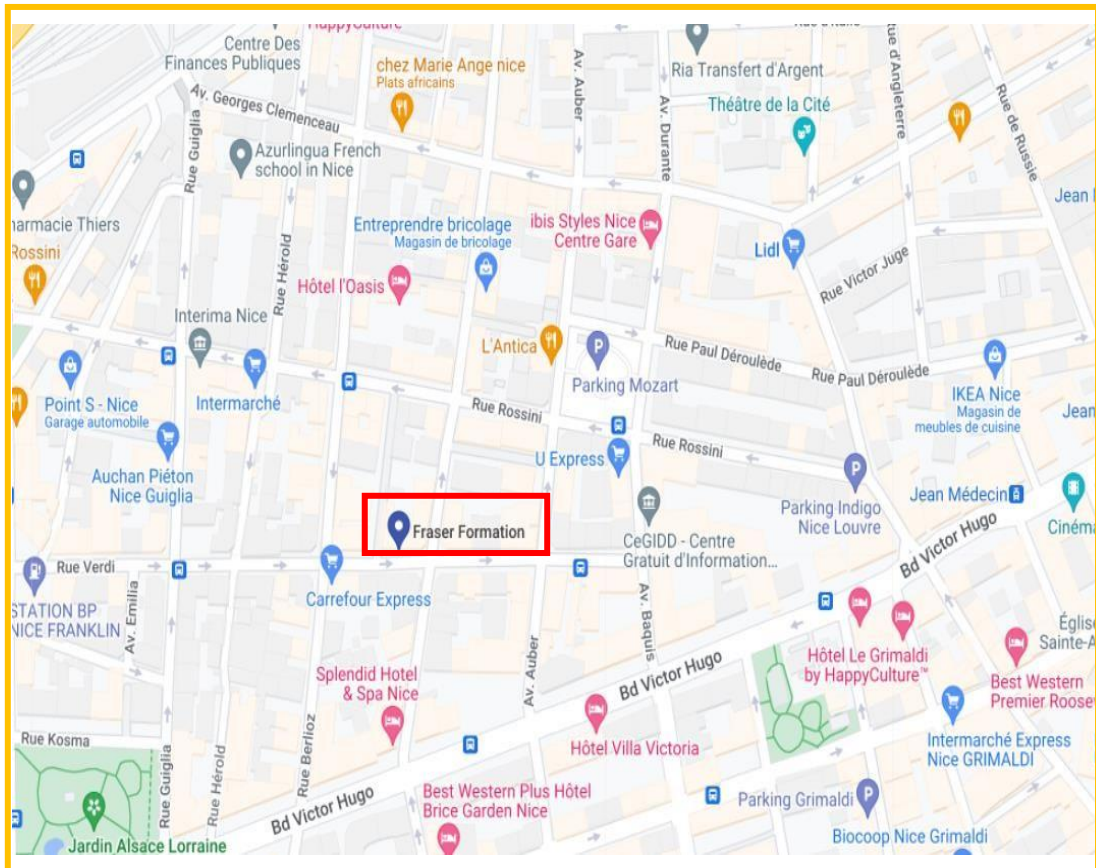 HappyCulture
Rue d'Italie
Centre Des
Finances Publiques
chez Marie Ange nice
Plats africains
Av. Auber
Ria Transfert d'Argent
Rue d'Angleterre
Av. Georges Clemenceau
Av. Durante
Théâtre de la Cité
Rue de Russie
Rue Guiglia
Azurlingua French
school in Nice
Jean
harmacie Thiers
Rossini
Entreprendre bricolage
Magasin de bricolage
ibis Styles Nice
Centre Gare
Lidl
Rue Victor Juge
Rue Hérold
Hôtel l'Oasis
Interima Nice
L'Antica
P
Parking Mozart
Rue Paul Déroulède
Rue Paul Déroulède
Point S - Nice
Garage automobile
Intermarché
Rue Rossini
IKEA Nice
Magasin de
meubles de cuisine
Jean
Auchan Piéton
Nice Guiglia
U Express
Rue Rossini
P
Parking Indigo
Nice Louvre
Jean Médecin
Cinéma
Fraser Formation
CeGIDD - Centre
Gratuit d'Information...
Bd Victor Hugo
Rue Verdi
STATION BP
NICE FRANKLIN
Av. Emilia
Carrefour Express
Av. Baquis
Église
Sainte-A
Splendid Hotel
& Spa Nice
Av. Auber
Bd Victor Hugo
Hôtel Le Grimaldi
by HappyCulture™
Best Western
Premier Roosev
Rue Kosma
Rue Guiglia
Rue Hérold
Rue Berlioz
Hôtel Villa Victoria
Intermarché Express
Nice GRIMALDI
Best Western Plus Hôtel
Brice Garden Nice
Parking Grimaldi
P
Bd Victor Hugo
Jardin Alsace Lorraine
Biocoop Nice Grimaldi